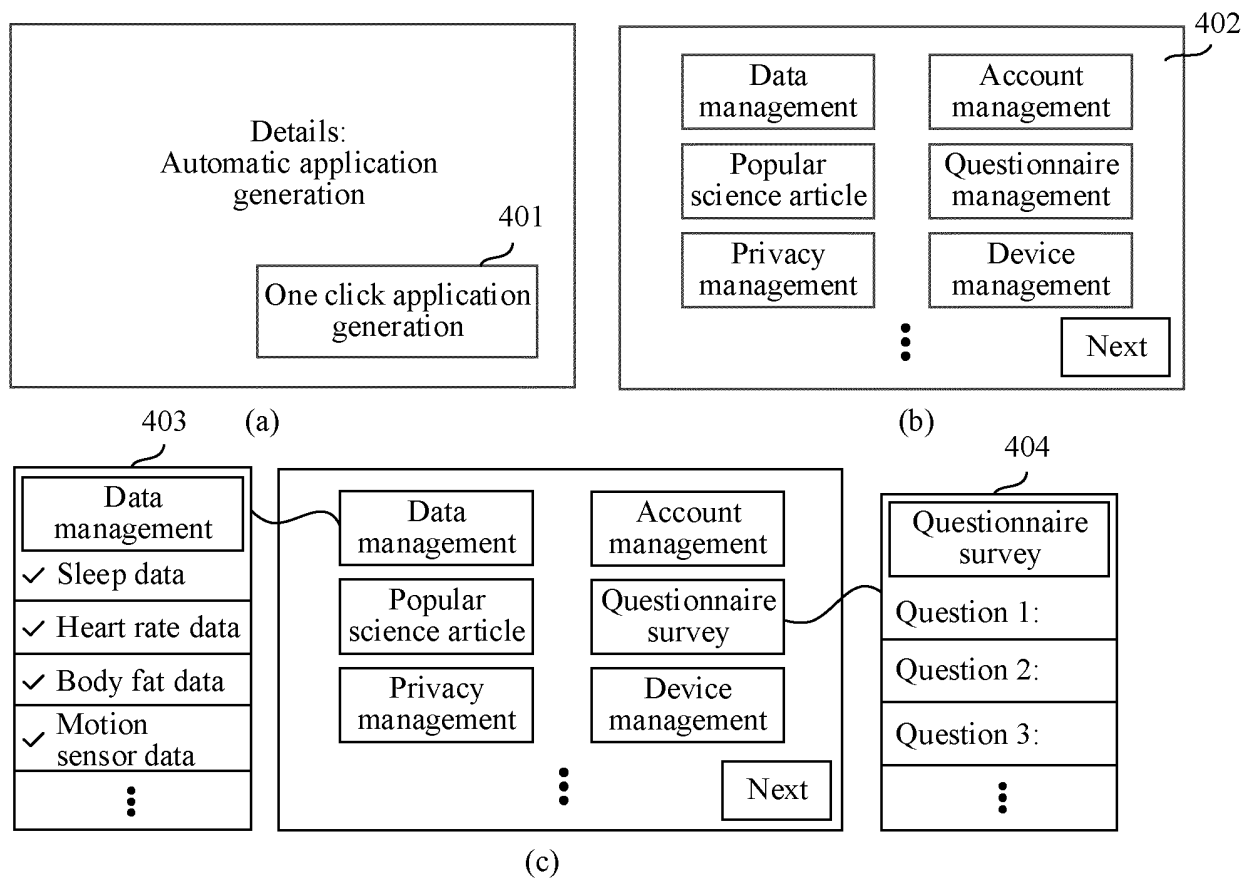 Details:
Automatic application
generation
401
One click application
generation
(a)
402
Data
management
Account
management
Popular
science article
Questionnaire
management
Privacy
management
Device
management
Next
(b)
403
Data
management
✓ Sleep data
✓ Heart rate data
✓ Body fat data
✓ Motion
sensor data
Data
management
Account
management
Popular
science article
Questionnaire
survey
Privacy
management
Device
management
Next
404
Questionnaire
survey
Question 1:
Question 2:
Question 3:
(c)